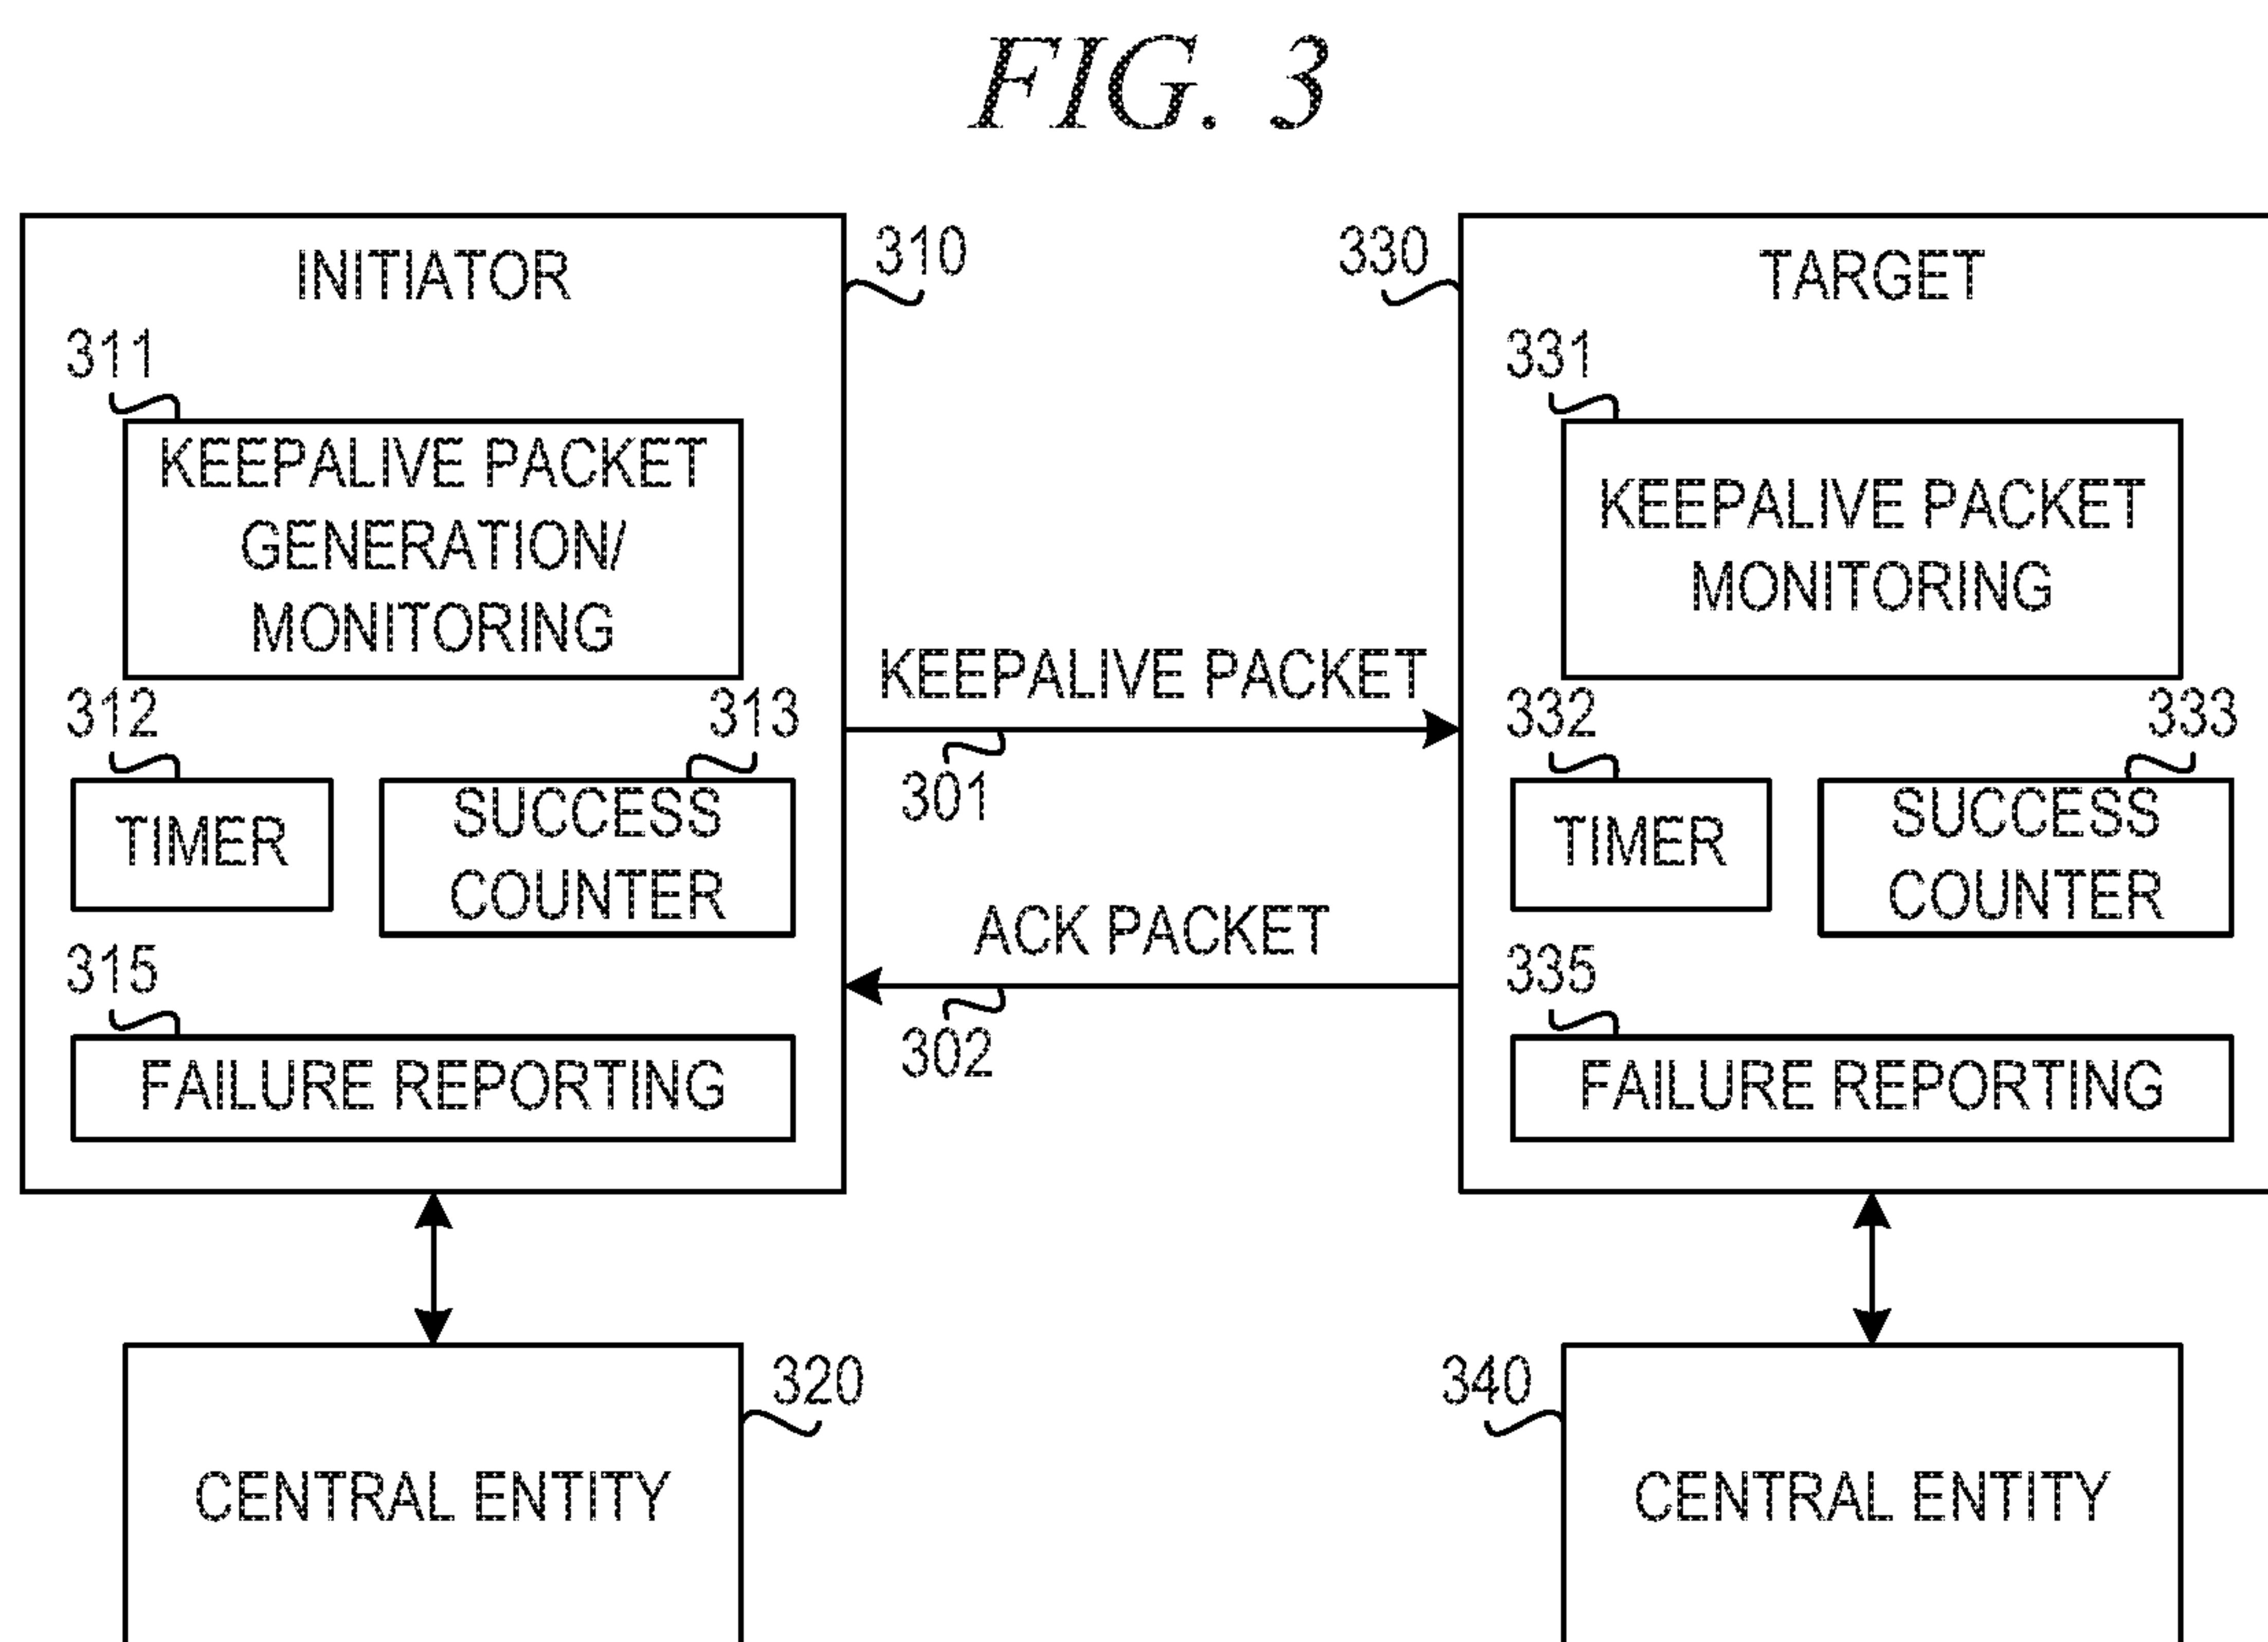 FIG. 3
INITIATOR
310
311
KEEPALIVE PACKET
GENERATION/
MONITORING
312
313
TIMER
SUCCESS
COUNTER
315
FAILURE REPORTING
KEEPALIVE PACKET
301
ACK PACKET
302
330
TARGET
331
KEEPALIVE PACKET
MONITORING
332
333
TIMER
SUCCESS
COUNTER
335
FAILURE REPORTING
320
CENTRAL ENTITY
340
CENTRAL ENTITY